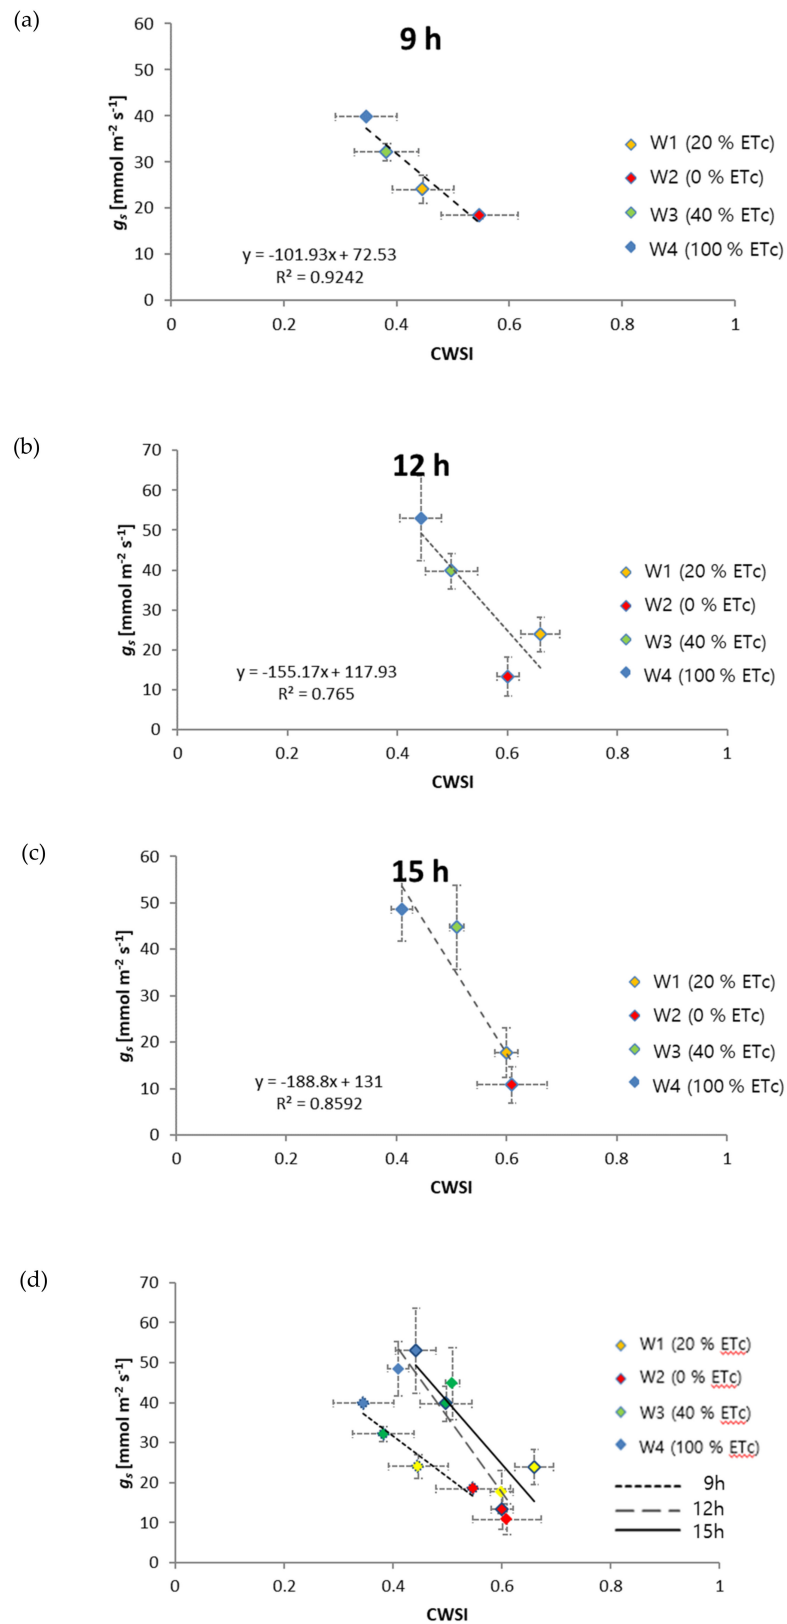 (a)
9 h
60
50
40
30
20
10
0
gs [mmol m-2 s-1]
W1 (20 % ETc)
W2 (0 % ETc)
W3 (40 % ETc)
W4 (100 % ETc)
y = -101.93x + 72.53
R² = 0.9242
0 0.2 0.4 0.6 0.8 1
CWSI
(b)
12 h
70
60
50
40
30
20
10
0
gs [mmol m-2 s-1]
W1 (20 % ETc)
W2 (0 % ETc)
W3 (40 % ETc)
W4 (100 % ETc)
y = -155.17x + 117.93
R² = 0.765
0 0.2 0.4 0.6 0.8 1
CWSI
(c)
15 h
60
50
40
30
20
10
0
gs [mmol m-2 s-1]
W1 (20 % ETc)
W2 (0 % ETc)
W3 (40 % ETc)
W4 (100 % ETc)
y = -188.8x + 131
R² = 0.8592
0 0.2 0.4 0.6 0.8 1
CWSI
(d)
70
60
50
40
30
20
10
0
gs [mmol m-2 s-1]
W1 (20 % ETc)
W2 (0 % ETc)
W3 (40 % ETc)
W4 (100 % ETc)
9h
12h
15h
0 0.2 0.4 0.6 0.8 1
CWSI